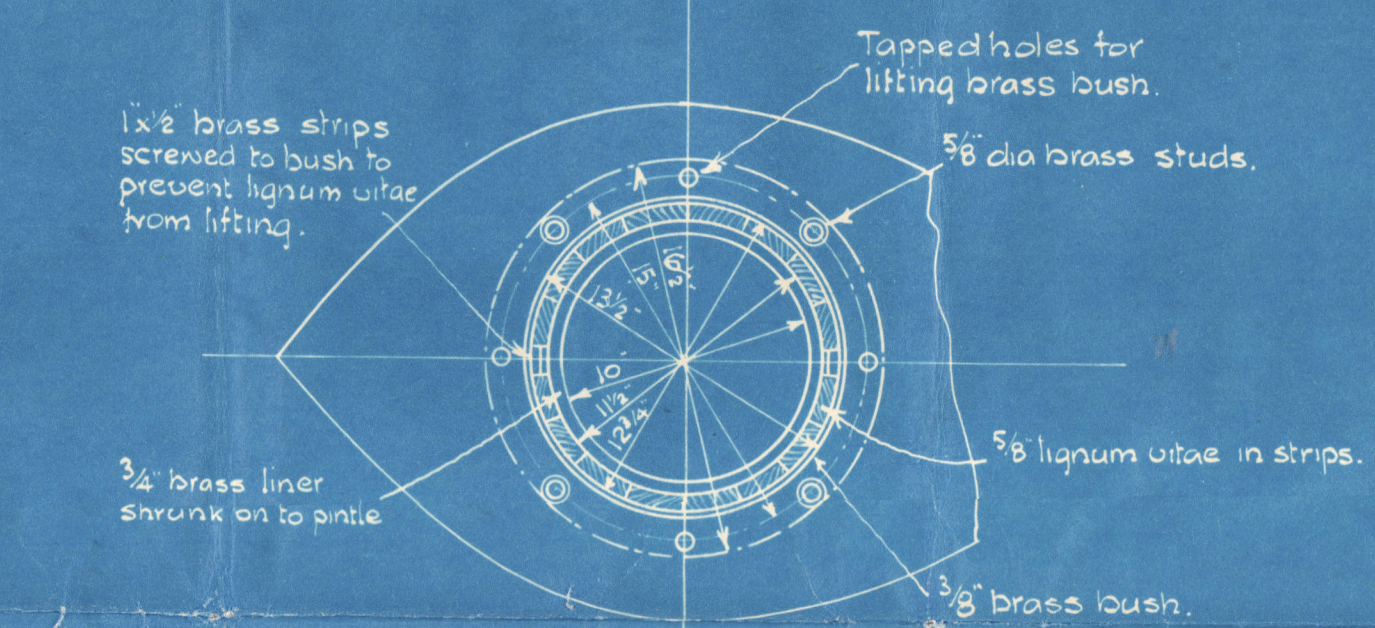 Tapped holes for
lifting brass bush.
1"x½" brass strips
screwed to bush to
prevent lignum vitae
from lifting.
5/8" dia brass studs.
16½"
15"
13½"
10"
11½"
12¾"
5/8" lignum vitae in strips.
¾" brass liner
shrunk on to pintle
3/8" brass bush.